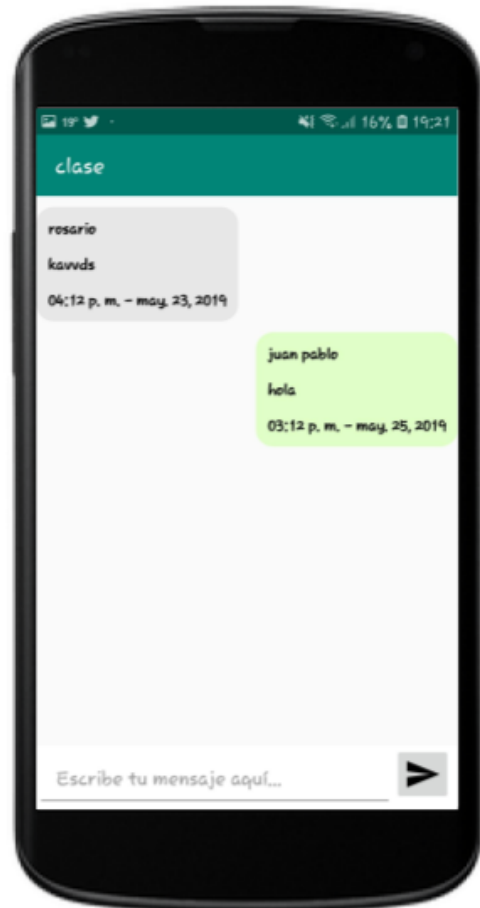 19° 16% 19:21
clase
rosario
kavvds
04:12 p. m. - may. 23, 2019
juan pablo
hola
03:12 p. m. - may. 25, 2019
Escribe tu mensaje aquí...